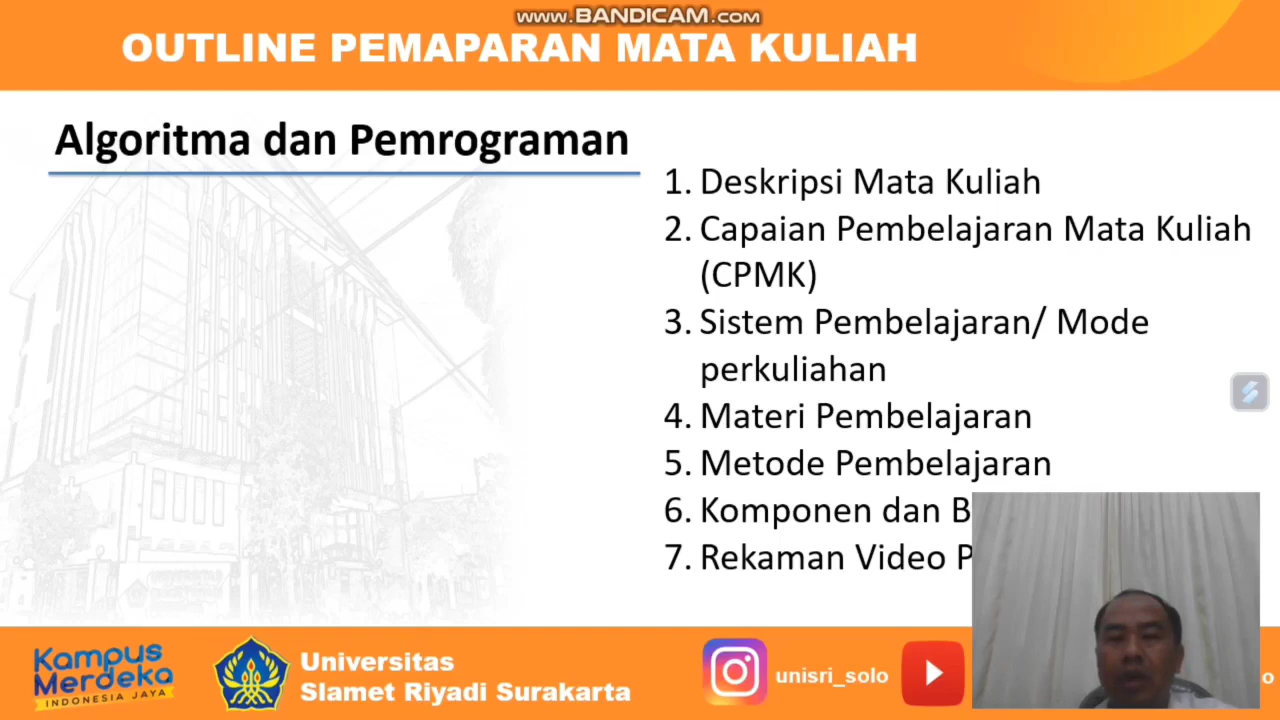 www.BANDICAM.com
OUTLINE PEMAPARAN MATA KULIAH
Algoritma dan Pemrograman
1. Deskripsi Mata Kuliah
2. Capaian Pembelajaran Mata Kuliah
(CPMK)
3. Sistem Pembelajaran/ Mode
perkuliahan
4. Materi Pembelajaran
5. Metode Pembelajaran
6. Komponen dan
7. Rekaman Video
Kampus
Merdeka
INDONESIA JAYA
Universitas
Slamet Riyadi Surakarta
unisri_solo